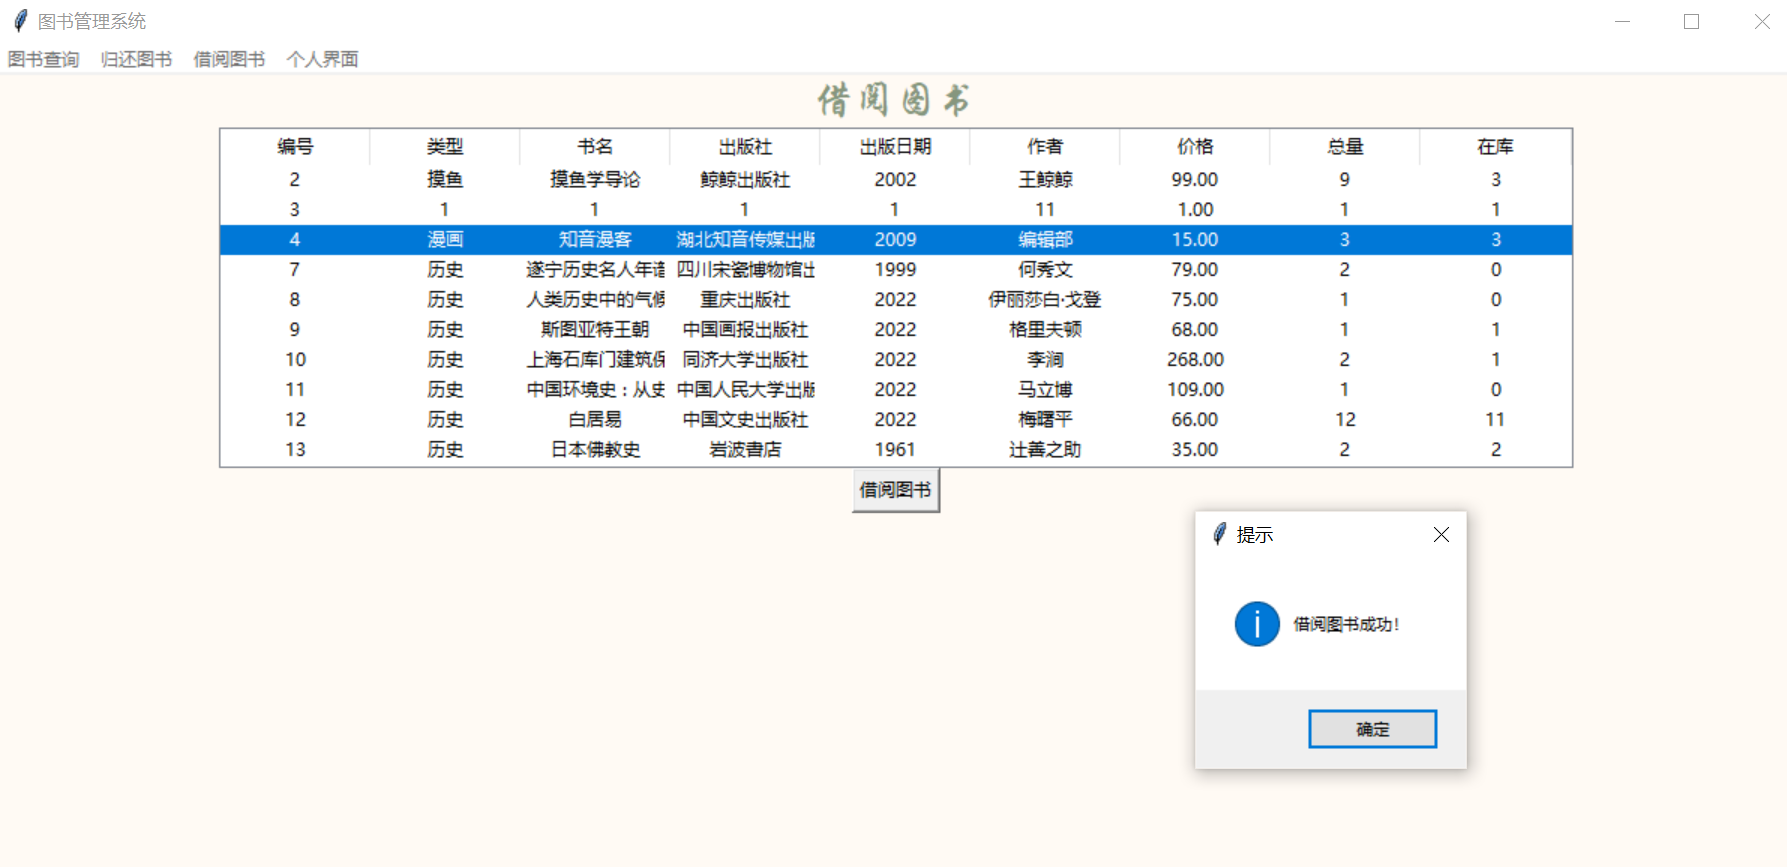 图书管理系统
图书查询 归还图书 借阅图书 个人界面
借阅图书
编号 类型 书名 出版社 出版日期 作者 价格 总量 在库
2 摸鱼 摸鱼学导论 鲸鲸出版社 2002 王鲸鲸 99.00 9 3
3 1 1 1 1 11 1.00 1 1
4 漫画 知音漫客 湖北知音传媒出版 2009 编辑部 15.00 3 3
7 历史 遂宁历史名人年谱 四川宋瓷博物馆出 1999 何秀文 79.00 2 0
8 历史 人类历史中的气候 重庆出版社 2022 伊丽莎白·戈登 75.00 1 0
9 历史 斯图亚特王朝 中国画报出版社 2022 格里夫顿 68.00 1 1
10 历史 上海石库门建筑保 同济大学出版社 2022 李涧 268.00 2 1
11 历史 中国环境史：从史 中国人民大学出版 2022 马立博 109.00 1 0
12 历史 白居易 中国文史出版社 2022 梅曙平 66.00 12 11
13 历史 日本佛教史 岩波書店 1961 辻善之助 35.00 2 2
借阅图书
提示
借阅图书成功！
确定